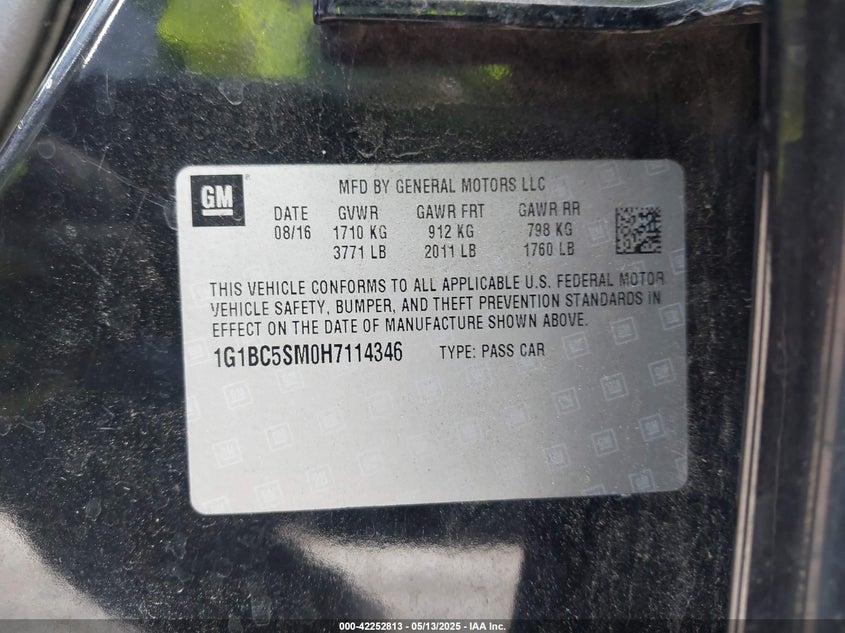 GM
MFD BY GENERAL MOTORS LLC
DATE GVWR GAWR FRT GAWR RR
08/16 1710 KG 912 KG 798 KG
3771 LB 2011 LB 1760 LB
THIS VEHICLE CONFORMS TO ALL APPLICABLE U.S. FEDERAL MOTOR
VEHICLE SAFETY, BUMPER, AND THEFT PREVENTION STANDARDS IN
EFFECT ON THE DATE OF MANUFACTURE SHOWN ABOVE.
1G1BC5SM0H7114346 TYPE: PASS CAR
000-42252813 - 05/13/2025 - IAA Inc.